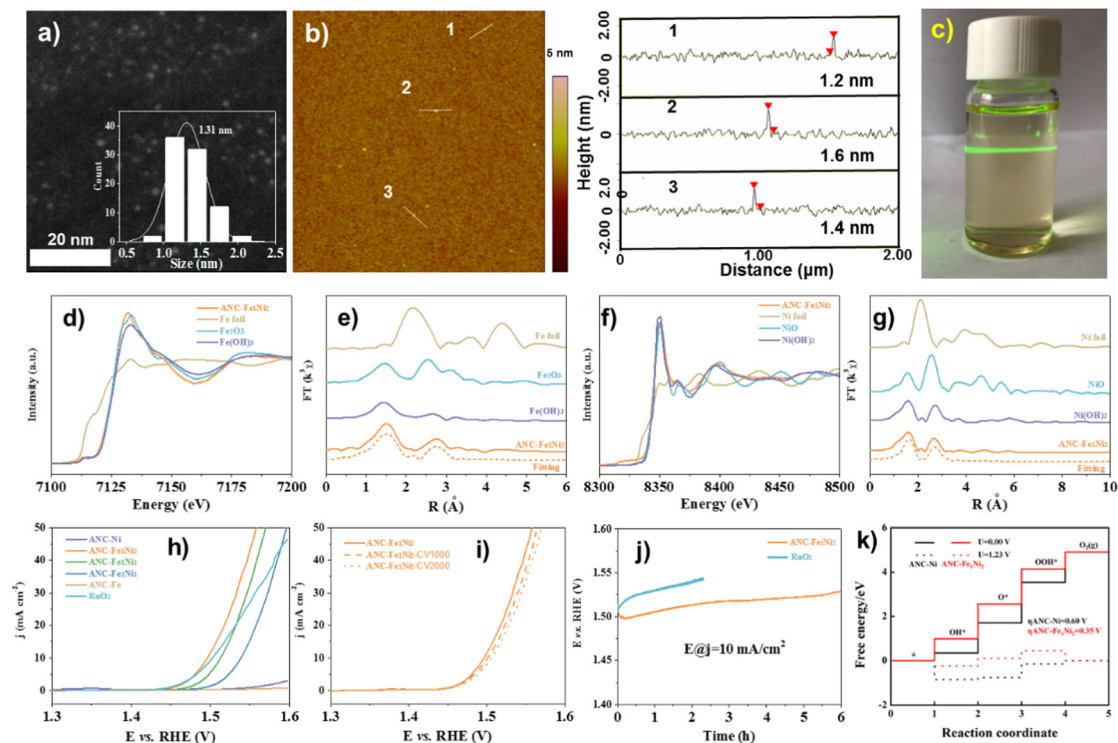 a)
1.31 nm
40
30
20
10
0
Count
0.5 1.0 1.5 2.0 2.5
Size (nm)
20 nm
b)
1
2
3
5 nm
2.00
0
-2.00
1
1.2 nm
2
0
1.6 nm
3
2.0
0
-2.00
1.4 nm
Height (nm)
0
0.00 1.00 2.00
Distance (µm)
c)
d)
ANC-Fe1Ni2
Fe foil
Fe2O3
Fe(OH)3
Intensity (a.u.)
7100 7125 7150 7175 7200
Energy (eV)
e)
Fe foil
Fe2O3
Fe(OH)3
ANC-Fe1Ni2
Fitting
FT (k³χ)
0 1 2 3 4 5 6
R (Å)
f)
ANC-Fe1Ni2
Ni foil
NiO
Ni(OH)2
Intensity (a.u.)
8300 8350 8400 8450 8500
Energy (eV)
g)
Ni foil
NiO
Ni(OH)2
ANC-Fe1Ni2
Fitting
FT (k³χ)
0 2 4 6 8 10
R (Å)
h)
ANC-Ni
ANC-Fe1Ni2
ANC-Fe1Ni1
ANC-Fe2Ni1
ANC-Fe
RuO2
50
40
30
20
10
0
j (mA cm⁻²)
1.3 1.4 1.5 1.6
E vs. RHE (V)
i)
ANC-Fe1Ni2
ANC-Fe1Ni2-CV1000
ANC-Fe1Ni2-CV2000
50
40
30
20
10
0
j (mA cm⁻²)
1.3 1.4 1.5 1.6
E vs. RHE (V)
j)
ANC-Fe1Ni2
RuO2
1.60
1.55
1.50
1.45
1.40
E vs. RHE (V)
E@j=10 mA/cm²
0 1 2 3 4 5 6
Time (h)
k)
U=0.00 V
U=1.23 V
ANC-Ni ANC-Fe1Ni2
O2(g)
OOH*
O*
OH*
*
ηANC-Ni=0.60 V
ηANC-Fe1Ni2=0.35 V
6
4
2
0
-2
Free energy/eV
0 1 2 3 4 5
Reaction coordinate